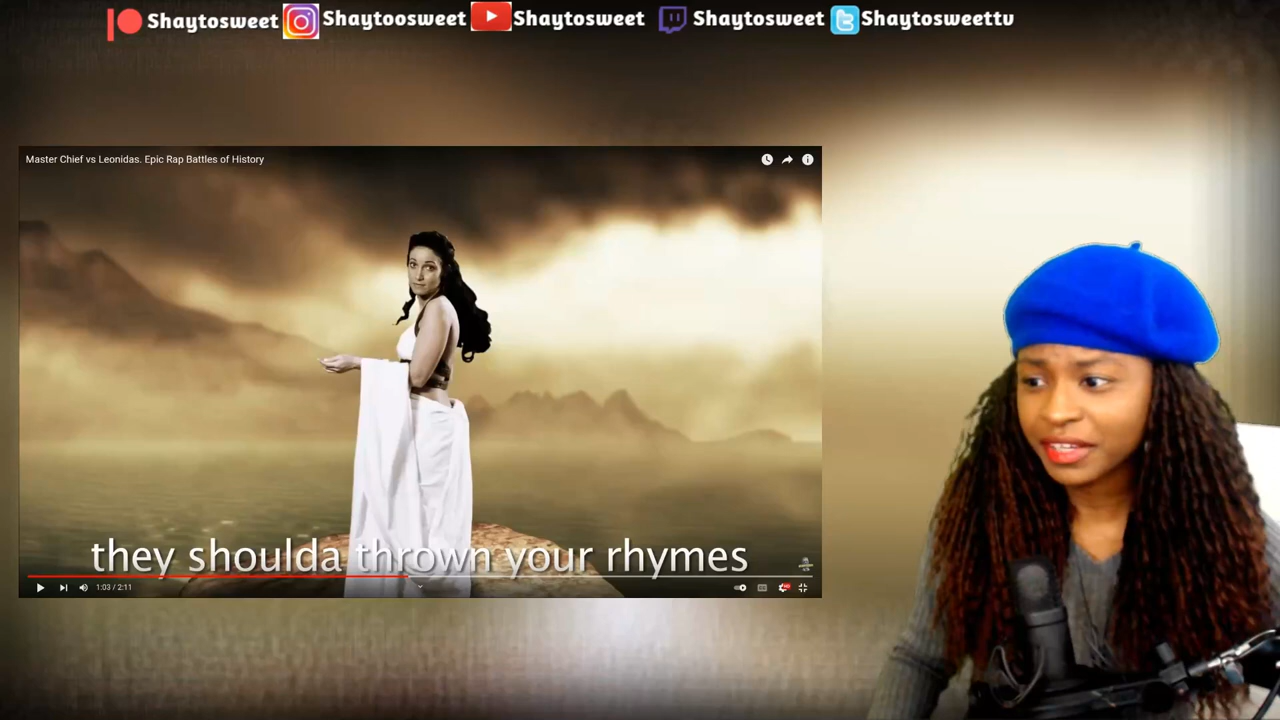 Shaytosweet Shaytoosweet Shaytosweet Shaytosweet Shaytosweettv
Master Chief vs Leonidas. Epic Rap Battles of History
they shoulda thrown your rhymes
1:03 / 2:11